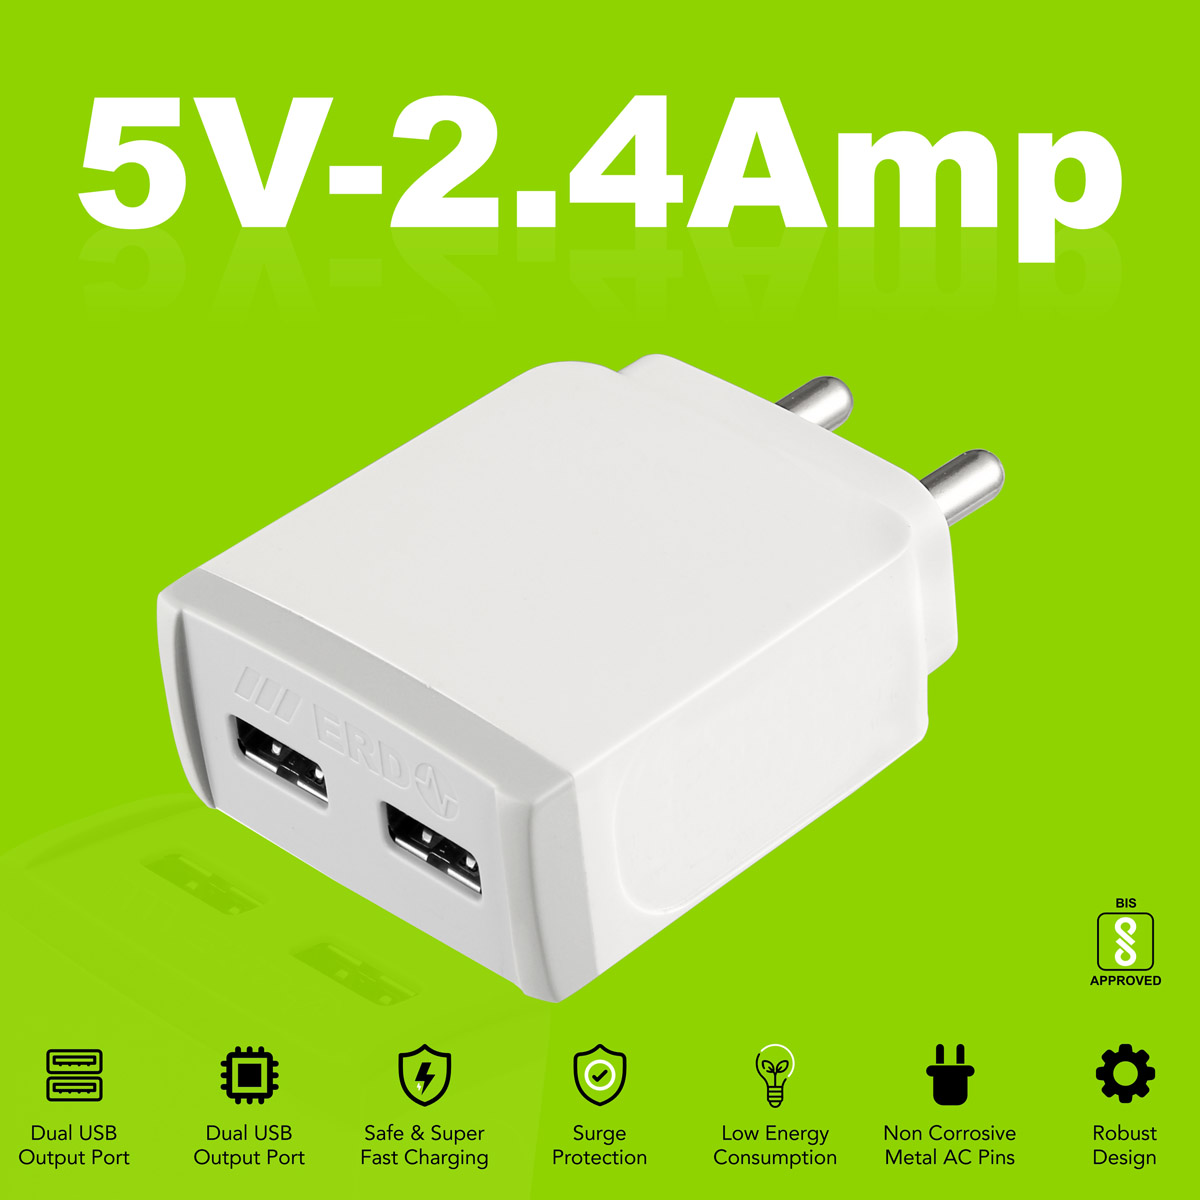 5V-2.4Amp
ERD
BIS
APPROVED
Dual USB
Output Port
Dual USB
Output Port
Safe & Super
Fast Charging
Surge
Protection
Low Energy
Consumption
Non Corrosive
Metal AC Pins
Robust
Design